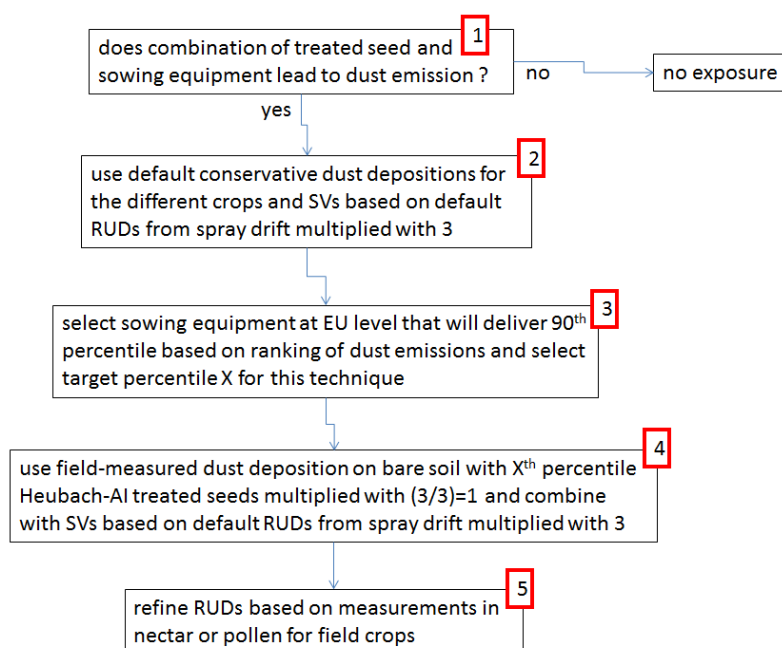 1
does combination of treated seed and
sowing equipment lead to dust emission ?
no
no exposure
yes
2
use default conservative dust depositions for
the different crops and SVs based on default
RUDs from spray drift multiplied with 3
3
select sowing equipment at EU level that will deliver 90th
percentile based on ranking of dust emissions and select
target percentile X for this technique
4
use field-measured dust deposition on bare soil with Xth percentile
Heubach-AI treated seeds multiplied with (3/3)=1 and combine
with SVs based on default RUDs from spray drift multiplied with 3
5
refine RUDs based on measurements in
nectar or pollen for field crops